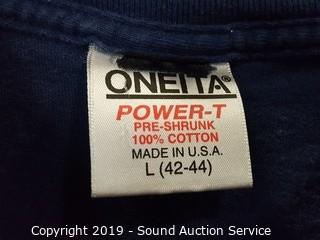 ONEITA®
POWER-T
PRE-SHRUNK
100% COTTON
MADE IN U.S.A.
L (42-44)
Copyright 2019 - Sound Auction Service